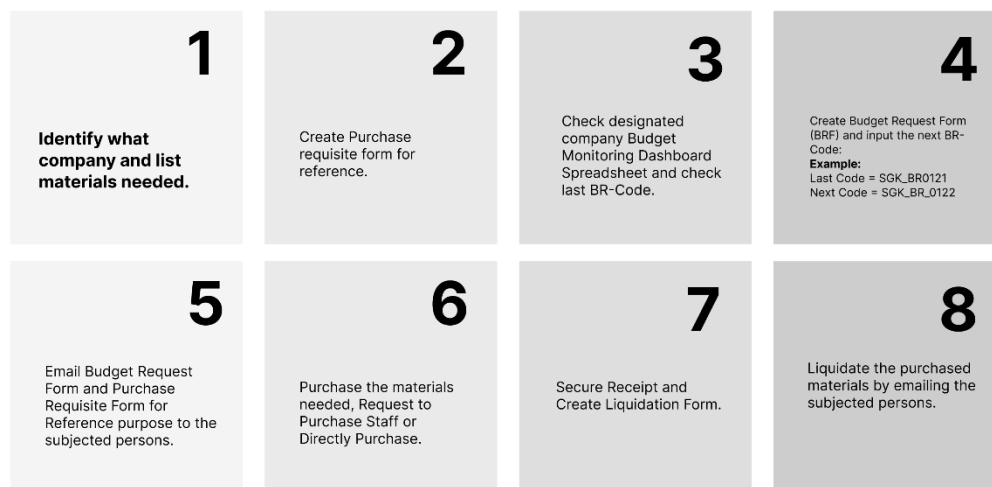 1
Identify what
company and list
materials needed.
2
Create Purchase
requisite form for
reference.
3
Check designated
company Budget
Monitoring Dashboard
Spreadsheet and check
last BR-Code.
4
Create Budget Request Form
(BRF) and input the next BR-
Code:
Example:
Last Code = SGK_BR0121
Next Code = SGK_BR_0122
5
Email Budget Request
Form and Purchase
Requisite Form for
Reference purpose to the
subjected persons.
6
Purchase the materials
needed, Request to
Purchase Staff or
Directly Purchase.
7
Secure Receipt and
Create Liquidation Form.
8
Liquidate the purchased
materials by emailing the
subjected persons.